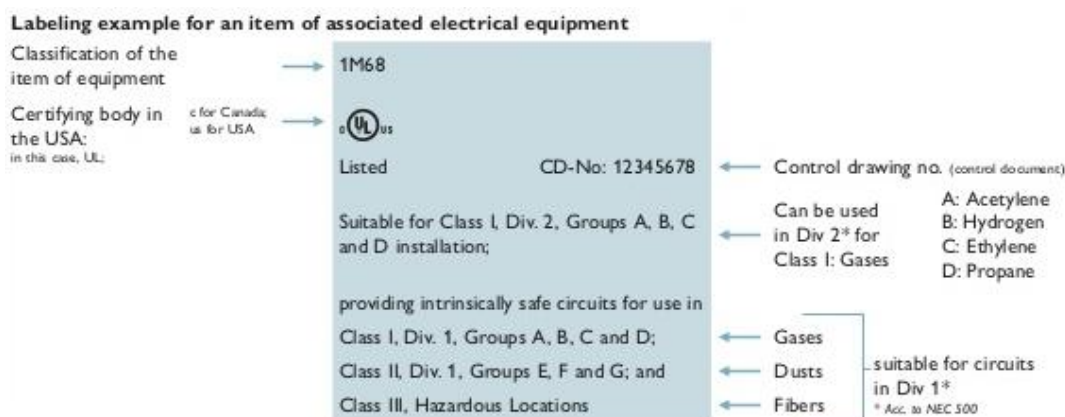 Labeling example for an item of associated electrical equipment
Classification of the
item of equipment
1M68
Certifying body in
the USA:
in this case, UL;
c for Canada;
us for USA
c UL us
Listed
CD-No: 12345678
Control drawing no. (control document)
Suitable for Class I, Div. 2, Groups A, B, C
and D installation;
Can be used
in Div 2* for
Class I: Gases
A: Acetylene
B: Hydrogen
C: Ethylene
D: Propane
providing intrinsically safe circuits for use in
Class I, Div. 1, Groups A, B, C and D;
Gases
Class II, Div. 1, Groups E, F and G; and
Dusts
Class III, Hazardous Locations
Fibers
suitable for circuits
in Div 1*
* Acc. to NEC 500